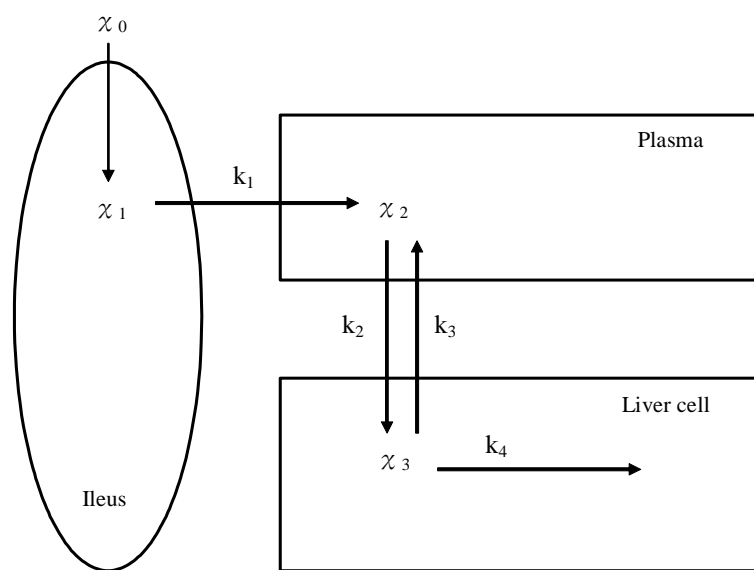 χ 0
Plasma
k1
χ 1
χ 2
k2
k3
Liver cell
χ 3
k4
Ileus